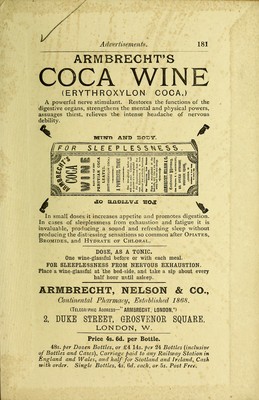 Advertisements. 181
ARMBRECHT'S
COCA WINE
(ERYTHROXYLON COCA,)
A powerful nerve stimulant. Restores the functions of the
digestive organs, strengthens the mental and physical powers,
assuages thirst, relieves the intense headache of nervous
debility.
MIND AND BODY.
FOR SLEEPLESSNESS
ARMBRECHT'S
COCA
WINE
FOR FATIGUE OF
In small doses it increases appetite and promotes digestion.
In cases of sleeplessness from exhaustion and fatigue it is
invaluable, producing a sound and refreshing sleep without
producing the distressing sensations so common after OPIATES,
BROMIDES, and HYDRATE OF CHLORAL.
DOSE, AS A TONIC.
One wine-glassful before or with each meal.
FOR SLEEPLESSNESS FROM NERVOUS EXHAUSTION.
Place a wine-glassful at the bed-side, and take a sip about every
half hour until asleep.
ARMBRECHT, NELSON & CO.,
Continental Pharmacy, Established 1868.
(TELEGRAPHIC ADDRESS—"ARMBRECHT, LONDON.")
2, DUKE STREET, GROSVENOR SQUARE,
LONDON, W.
Price 4s. 6d. per Bottle.
48s. per Dozen Bottles, or £4 14s. per 24 Bottles (inclusive
of Bottles and Cases), Carriage paid to any Railway Station in
England and Wales, and half for Scotland and Ireland, Cash
with order. Single Bottles, 4s. 6d. each, or 5s. Post Free.